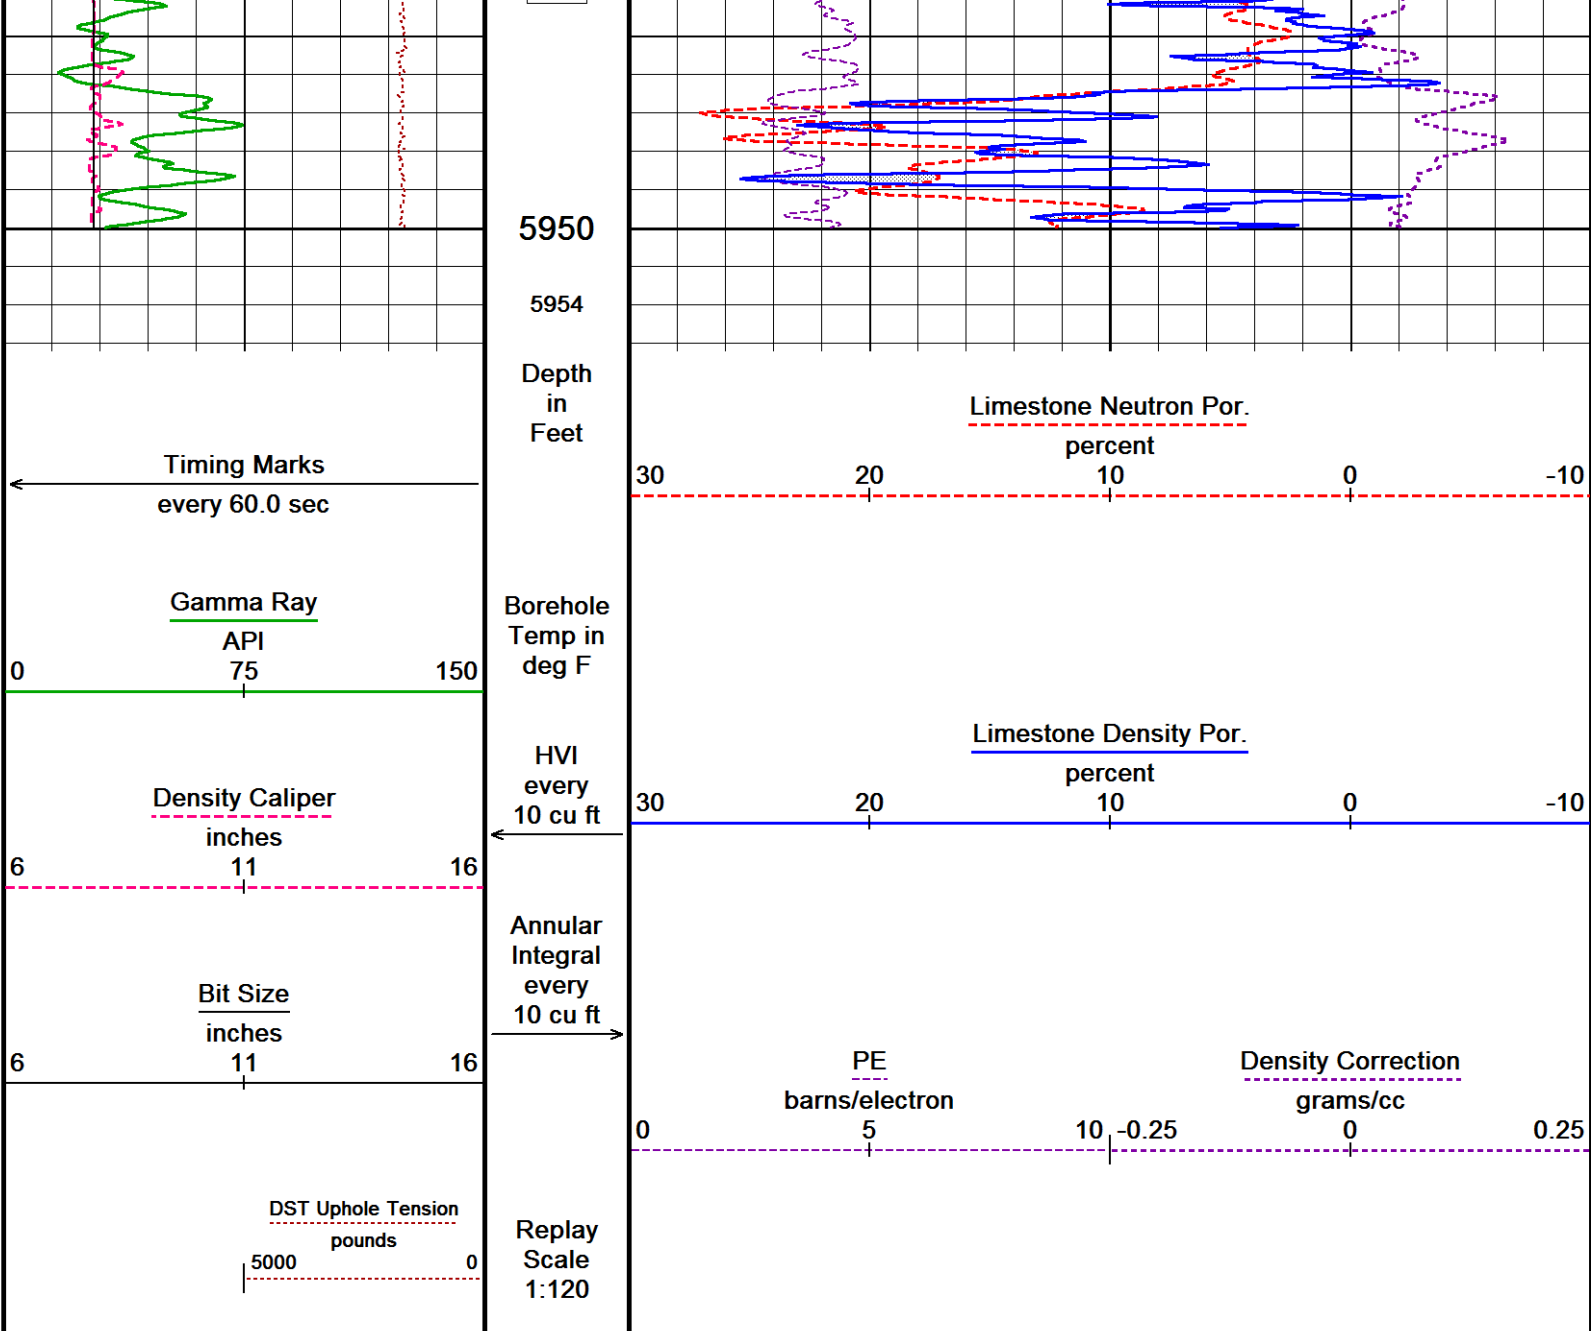 5950
5954
Depth
in
Feet
Timing Marks
every 60.0 sec
Gamma Ray
API
0 75 150
Density Caliper
inches
6 11 16
Bit Size
inches
6 11 16
DST Uphole Tension
pounds
5000 0
Borehole
Temp in
deg F
HVI
every
10 cu ft
Annular
Integral
every
10 cu ft
Replay
Scale
1:120
Limestone Neutron Por.
percent
30 20 10 0 -10
Limestone Density Por.
percent
30 20 10 0 -10
PE
barns/electron
0 5 10
Density Correction
grams/cc
-0.25 0 0.25